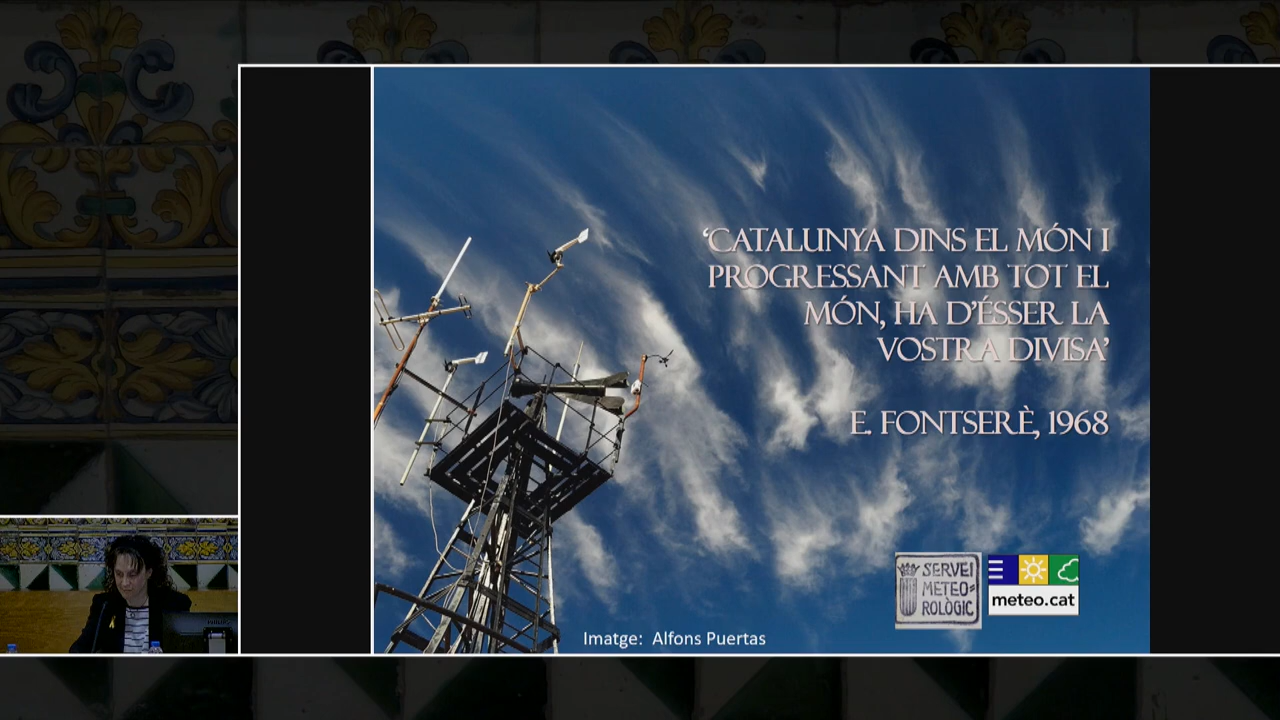 ‘CATALUNYA DINS EL MÓN I
PROGRESSANT AMB TOT EL
MÓN, HA D’ÉSSER LA
VOSTRA DIVISA’
E. FONTSERÈ, 1968
SERVEI
METEO=
ROLÒGIC
meteo.cat
Imatge: Alfons Puertas